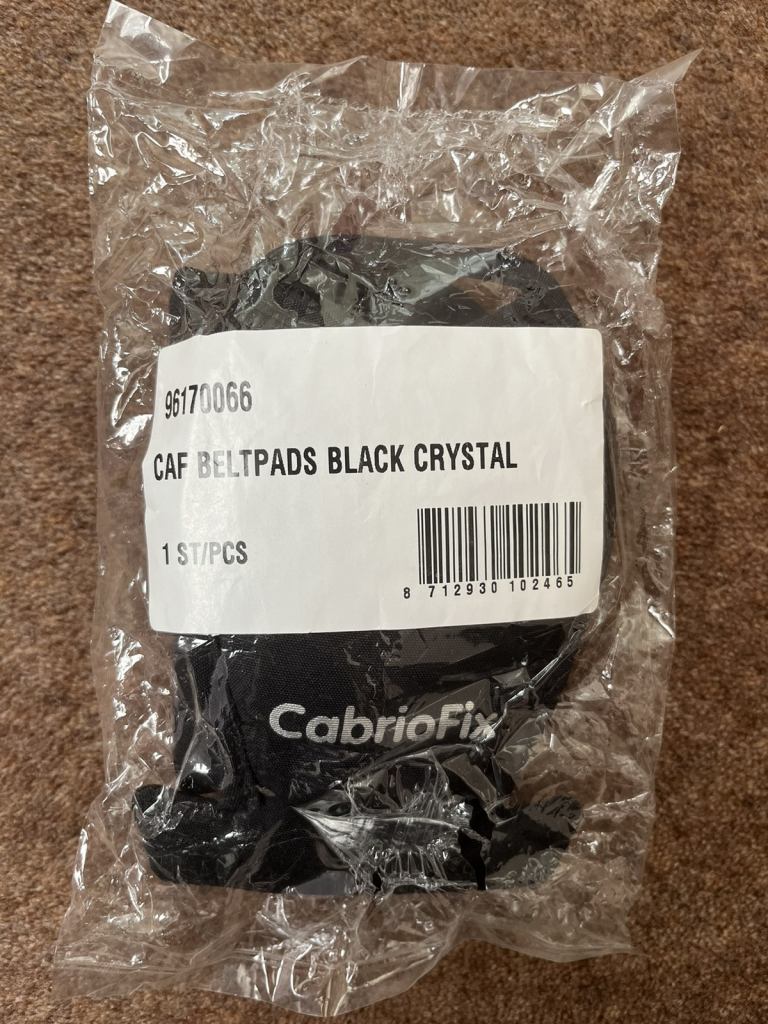 96170066
CAF BELTPADS BLACK CRYSTAL
1 ST/PCS
8 712930 102465
CabrioFix